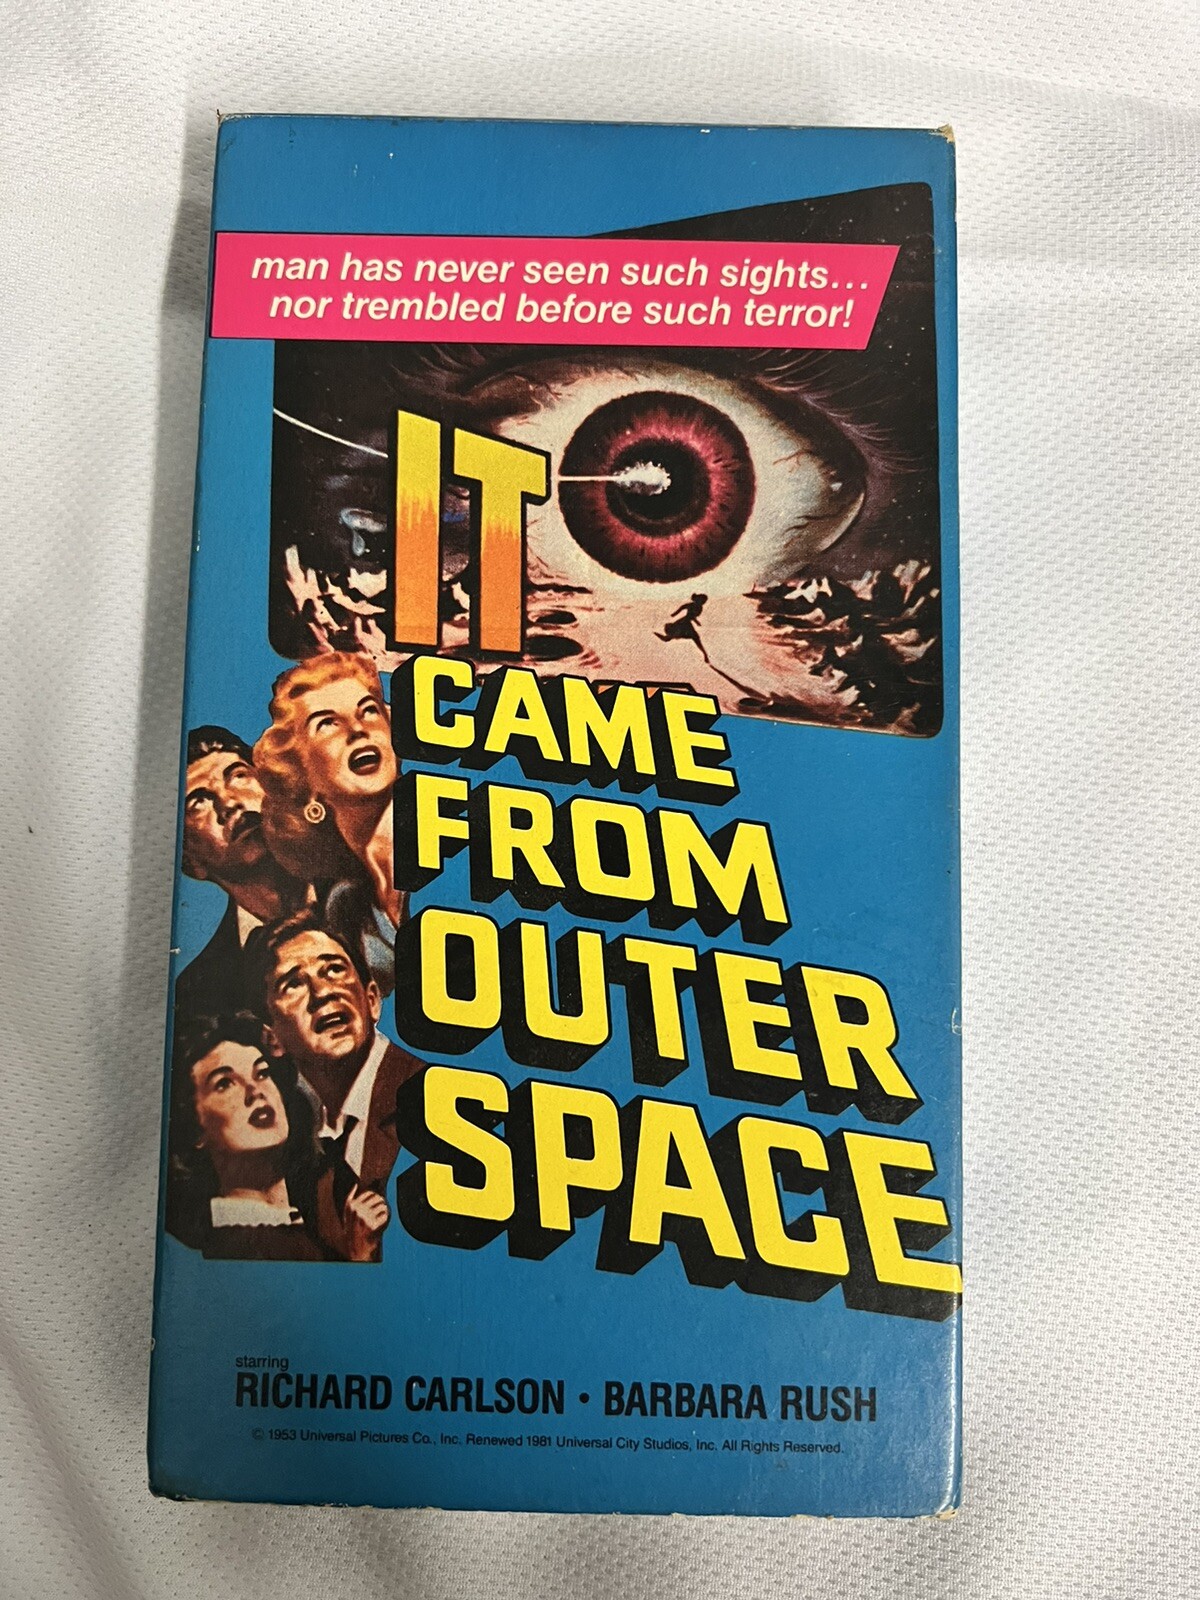 man has never seen such sights...
nor trembled before such terror!
IT
CAME
FROM
OUTER
SPACE
starring
RICHARD CARLSON • BARBARA RUSH
© 1953 Universal Pictures Co., Inc. Renewed 1981 Universal City Studios, Inc. All Rights Reserved.